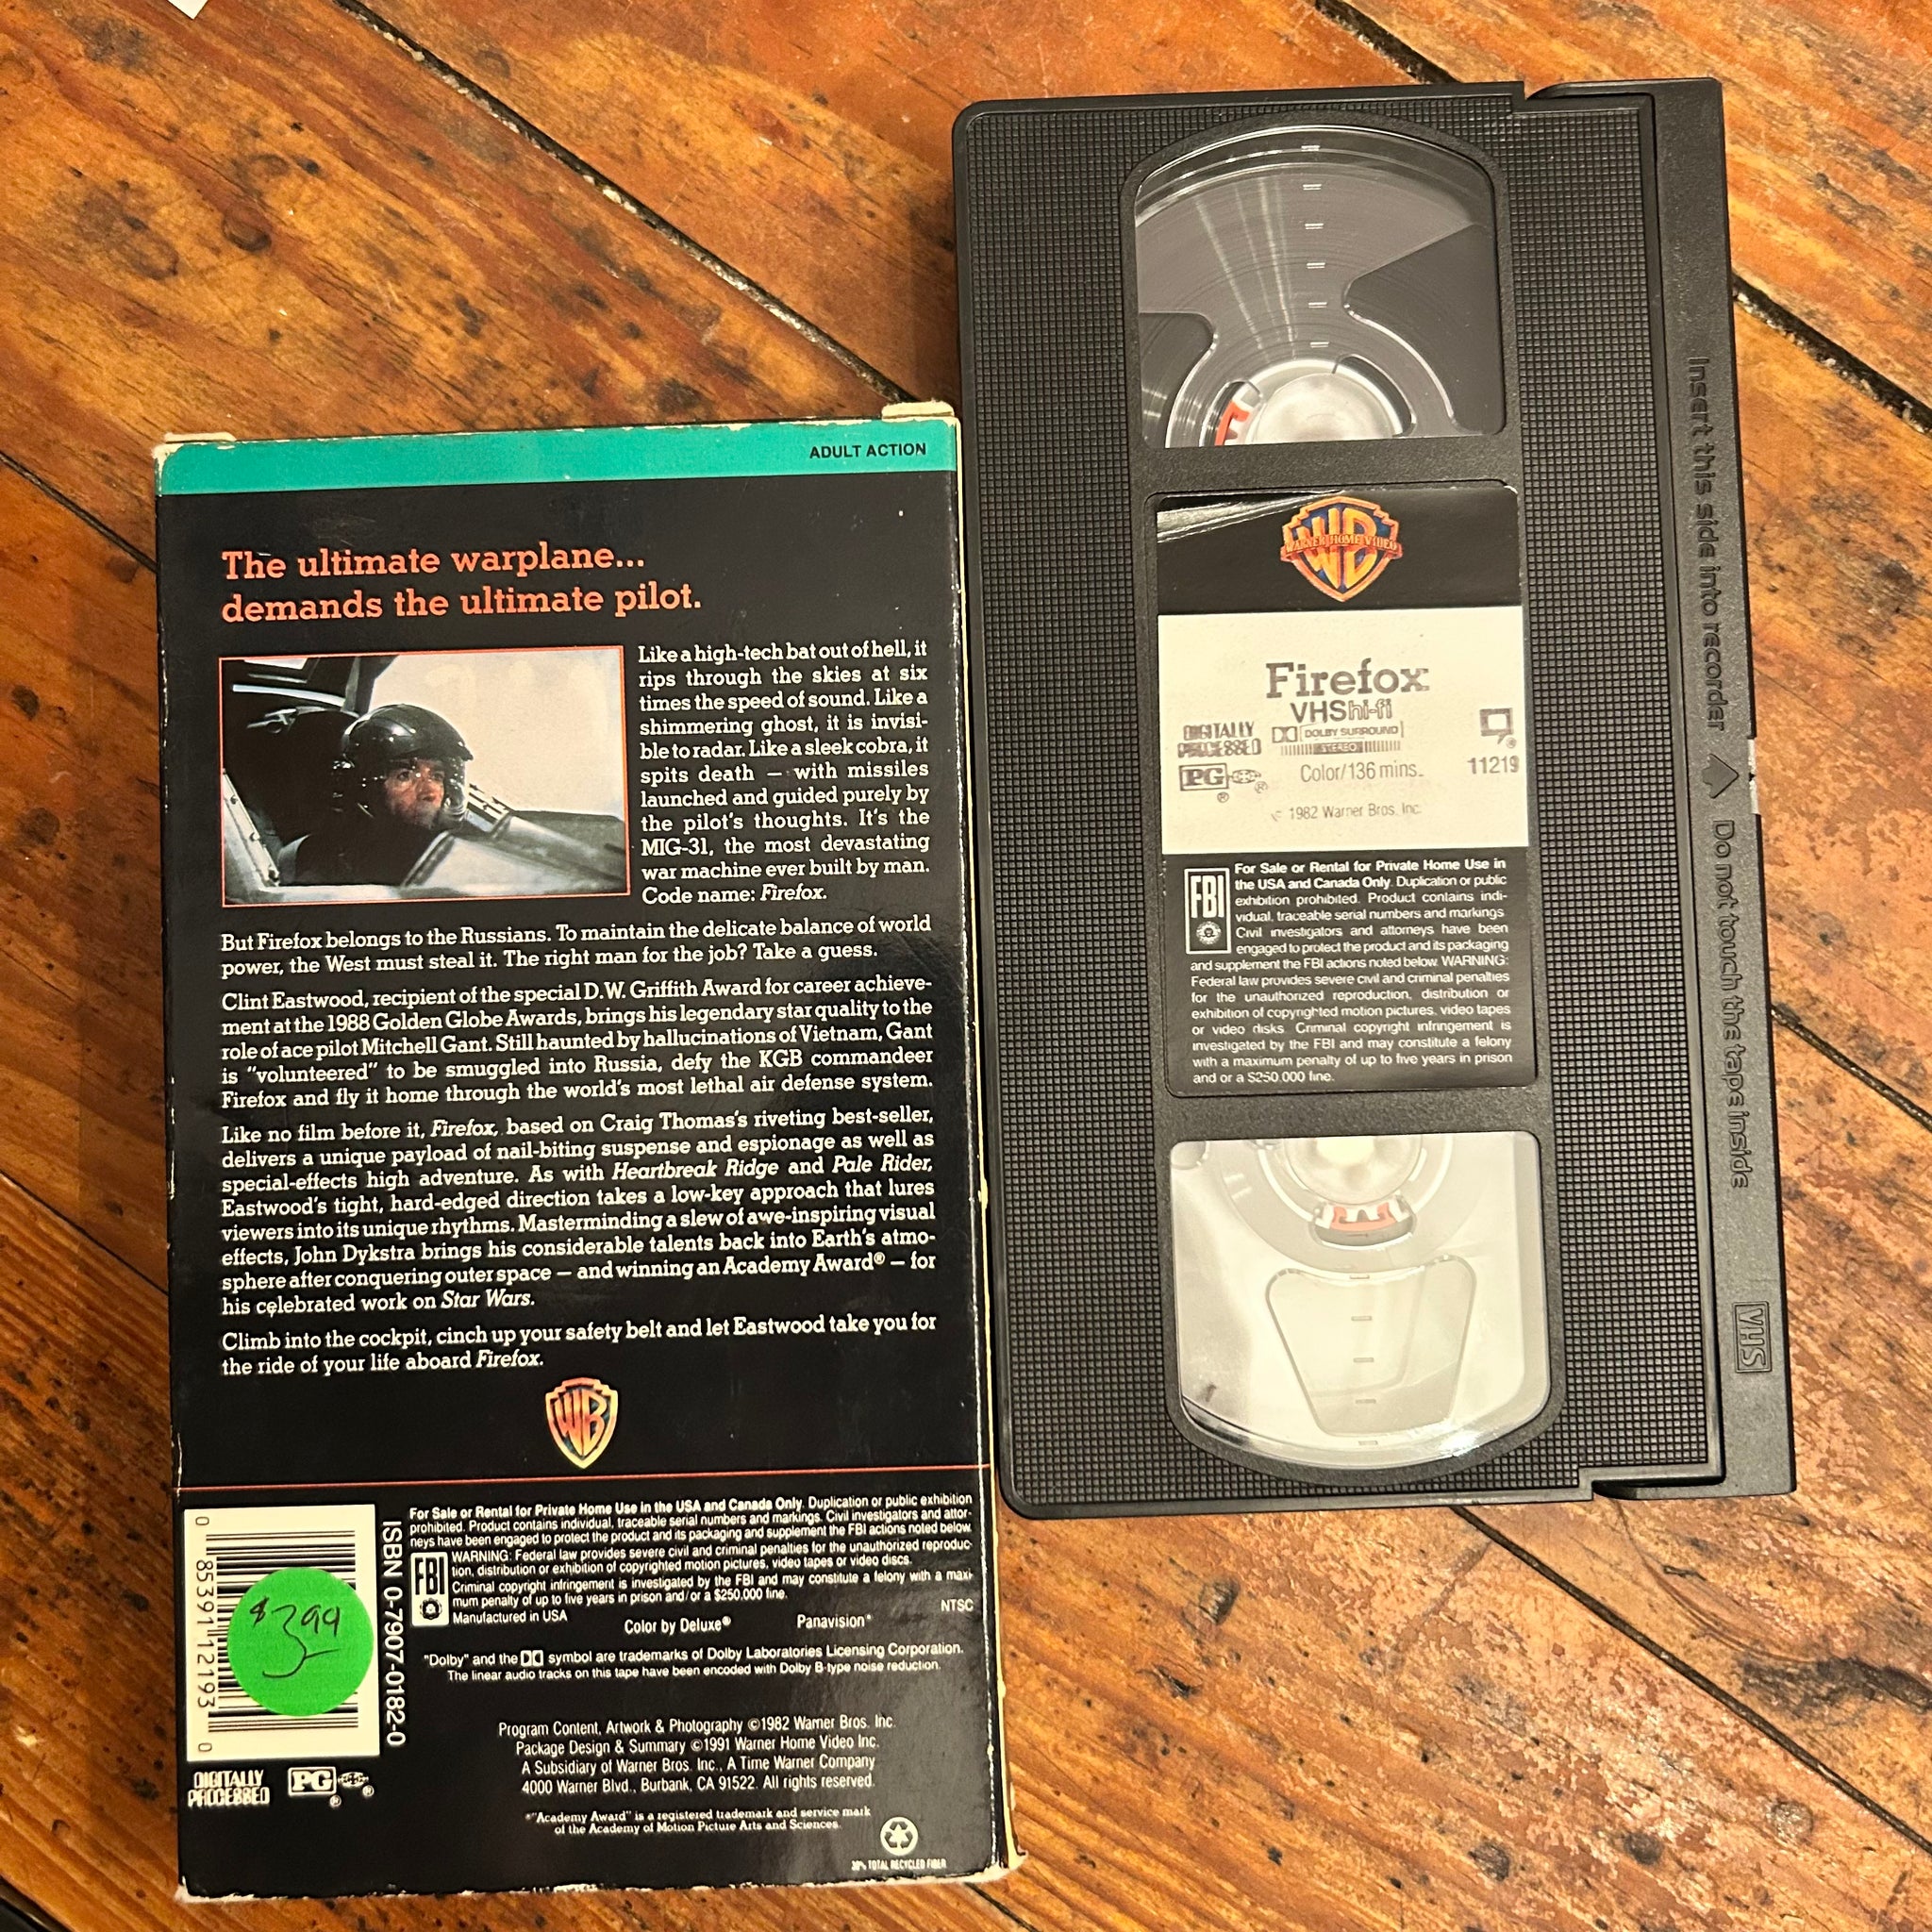 ADULT ACTION
The ultimate warplane...
demands the ultimate pilot.
Like a high-tech bat out of hell, it
rips through the skies at six
times the speed of sound. Like a
shimmering ghost, it is invisi-
ble to radar. Like a sleek cobra, it
spits death — with missiles
launched and guided purely by
the pilot's thoughts. It's the
MIG-31, the most devastating
war machine ever built by man.
Code name: Firefox.
But Firefox belongs to the Russians. To maintain the delicate balance of world
power, the West must steal it. The right man for the job? Take a guess.
Clint Eastwood, recipient of the special D.W. Griffith Award for career achieve-
ment at the 1988 Golden Globe Awards, brings his legendary star quality to the
role of ace pilot Mitchell Gant. Still haunted by hallucinations of Vietnam, Gant
is "volunteered" to be smuggled into Russia, defy the KGB commandeer
Firefox and fly it home through the world's most lethal air defense system.
Like no film before it, Firefox, based on Craig Thomas's riveting best-seller,
delivers a unique payload of nail-biting suspense and espionage as well as
special-effects high adventure. As with Heartbreak Ridge and Pale Rider,
Eastwood's tight, hard-edged direction takes a low-key approach that lures
viewers into its unique rhythms. Masterminding a slew of awe-inspiring visual
effects, John Dykstra brings his considerable talents back into Earth's atmo-
sphere after conquering outer space — and winning an Academy Award® — for
his celebrated work on Star Wars.
Climb into the cockpit, cinch up your safety belt and let Eastwood take you for
the ride of your life aboard Firefox.
WB
For Sale or Rental for Private Home Use in the USA and Canada Only. Duplication or public exhibition
prohibited. Product contains individual, traceable serial numbers and markings. Civil investigators and attor-
neys have been engaged to protect the product and its packaging and supplement the FBI actions noted below.
FBI
WARNING: Federal law provides severe civil and criminal penalties for the unauthorized reproduc-
tion, distribution or exhibition of copyrighted motion pictures, video tapes or video discs.
Criminal copyright infringement is investigated by the FBI and may constitute a felony with a maxi-
mum penalty of up to five years in prison and/or a $250,000 fine.
Manufactured in USA
NTSC
Color by Deluxe®
Panavision®
"Dolby" and the symbol are trademarks of Dolby Laboratories Licensing Corporation.
The linear audio tracks on this tape have been encoded with Dolby B-type noise reduction.
Program Content, Artwork & Photography ©1982 Warner Bros. Inc.
Package Design & Summary ©1991 Warner Home Video Inc.
A Subsidiary of Warner Bros. Inc., A Time Warner Company
4000 Warner Blvd., Burbank, CA 91522. All rights reserved.
*"Academy Award" is a registered trademark and service mark
of the Academy of Motion Picture Arts and Sciences.
TOTAL RECYCLED FIBER
0 85391 12193 0
ISBN 0-7907-0182-0
$3.99
DIGITALLY
PROCESSED
PG ®
®
WB
WARNER HOME VIDEO
Firefox
VHS hi-fi
DIGITALLY
PROCESSED
DOLBY SURROUND
STEREO
PG ®
®
Color/136 mins.
11219
© 1982 Warner Bros. Inc.
FBI
For Sale or Rental for Private Home Use in
the USA and Canada Only. Duplication or public
exhibition prohibited. Product contains indi-
vidual, traceable serial numbers and markings
Civil investigators and attorneys have been
engaged to protect the product and its packaging
and supplement the FBI actions noted below. WARNING:
Federal law provides severe civil and criminal penalties
for the unauthorized reproduction, distribution or
exhibition of copyrighted motion pictures, video tapes
or video disks. Criminal copyright infringement is
investigated by the FBI and may constitute a felony
with a maximum penalty of up to five years in prison
and or a $250,000 fine.
Insert this side into recorder
Do not touch the tape inside
VHS